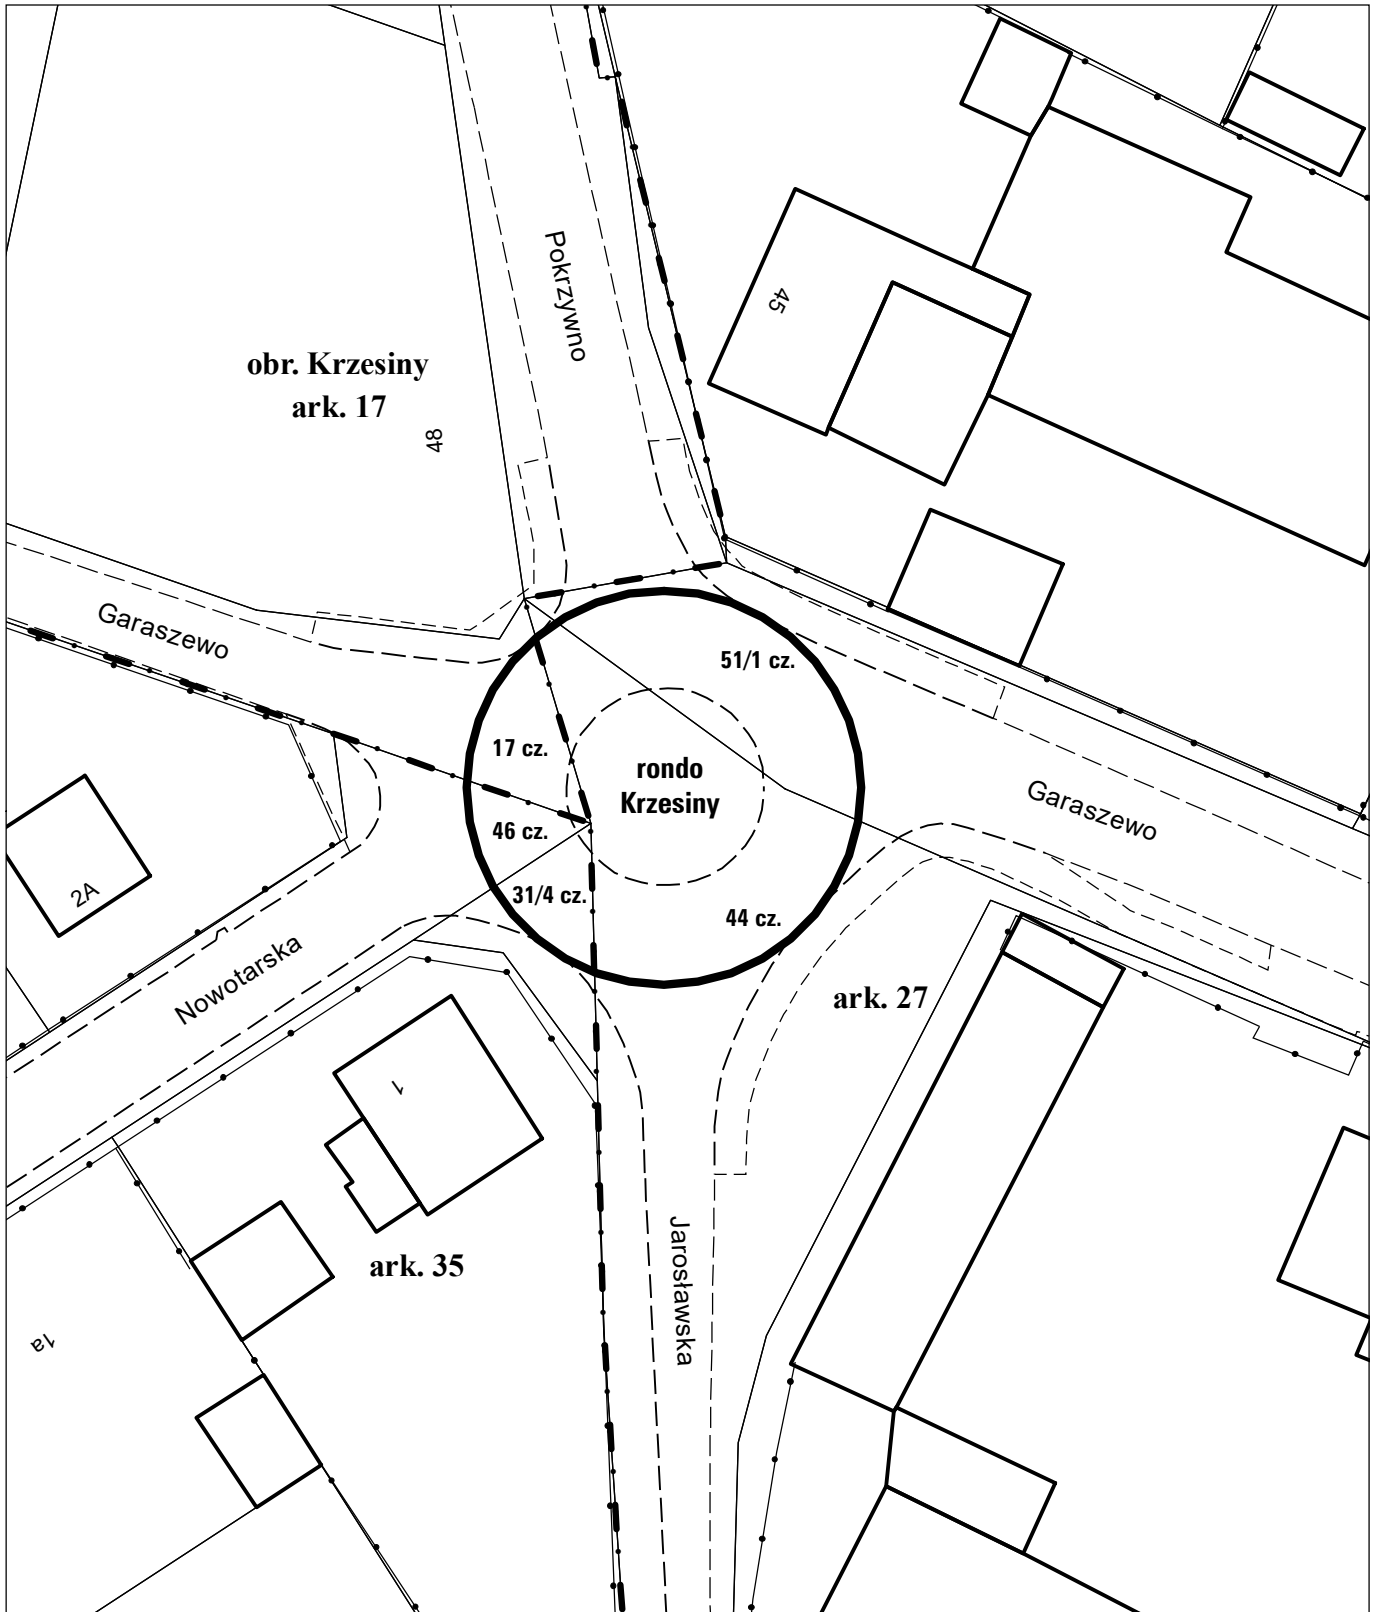 Pokrzywno
45
obr. Krzesiny
ark. 17
48
Garaszewo
51/1 cz.
17 cz.
rondo
Krzesiny
46 cz.
Garaszewo
31/4 cz.
44 cz.
2A
Nowotarska
ark. 27
1
ark. 35
Jarosławska
1a